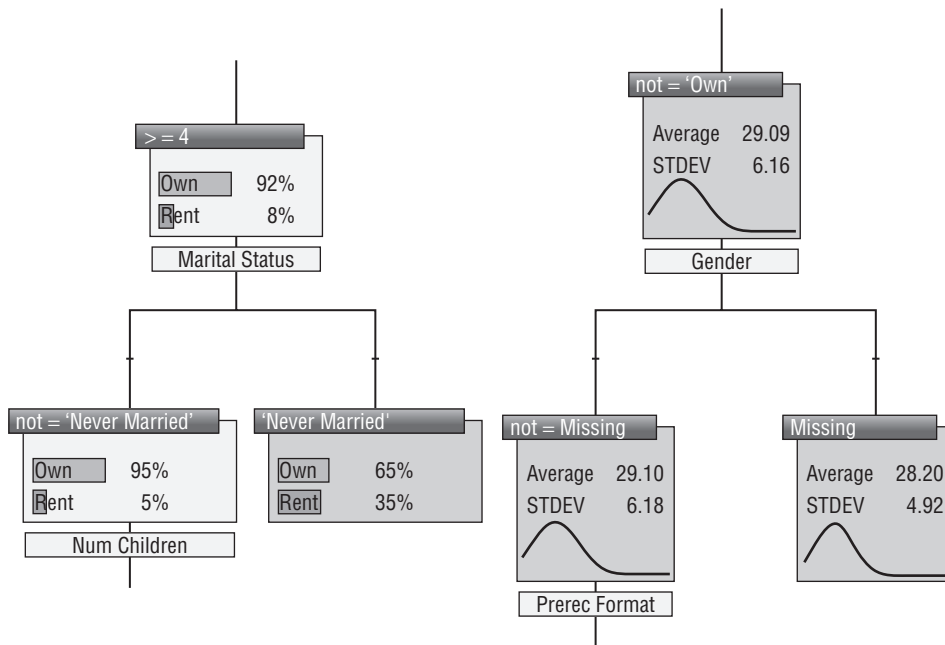 > = 4
Own 92%
Rent 8%
Marital Status
not = ‘Never Married’
Own 95%
Rent 5%
Num Children
‘Never Married'
Own 65%
Rent 35%
not = ‘Own’
Average 29.09
STDEV 6.16
Gender
not = Missing
Average 29.10
STDEV 6.18
Prerec Format
Missing
Average 28.20
STDEV 4.92